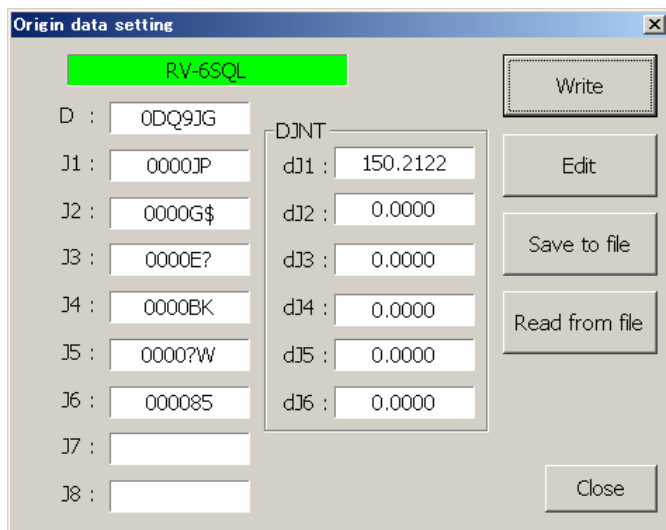 Origin data setting
RV-6SQL
D : 0DQ9JG
J1 : 0000JP
J2 : 0000G$
J3 : 0000E?
J4 : 0000BK
J5 : 0000?W
J6 : 000085
J7 :
J8 :
DJNT
dJ1 : 150.2122
dJ2 : 0.0000
dJ3 : 0.0000
dJ4 : 0.0000
dJ5 : 0.0000
dJ6 : 0.0000
Write
Edit
Save to file
Read from file
Close